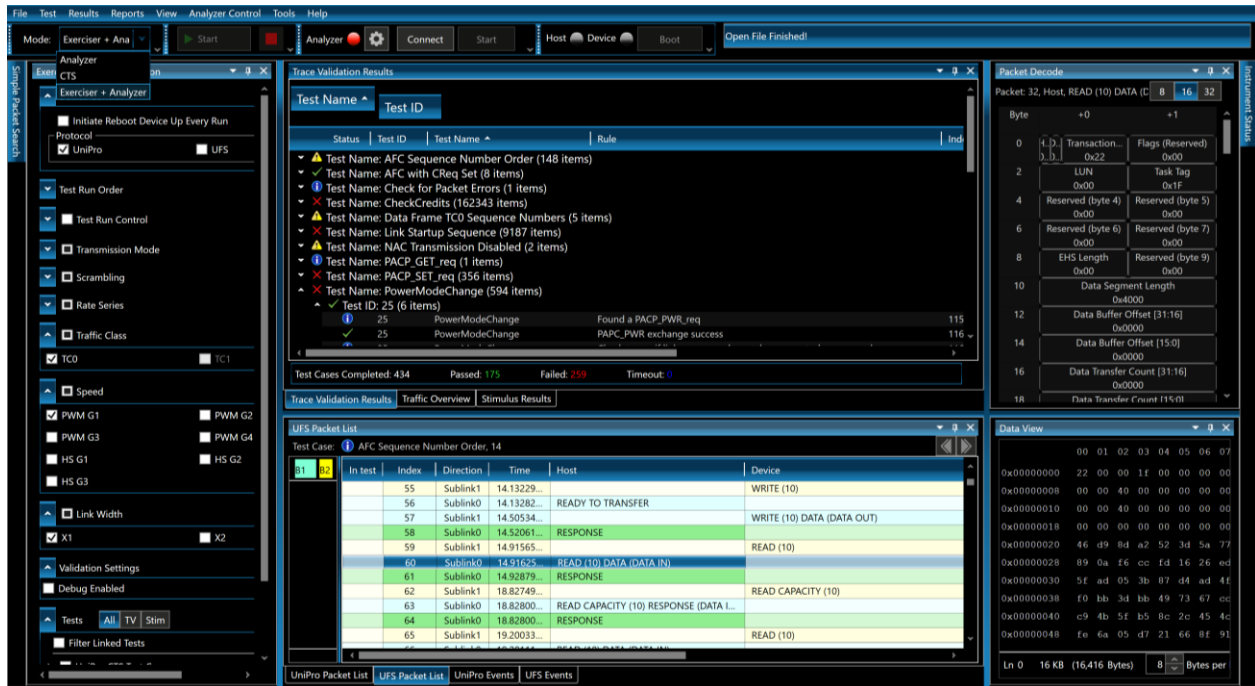 File Test Results Reports View Analyzer Control Tools Help
Mode: Exerciser + Ana Start Analyzer Connect Start Host Device Boot Open File Finished!
Analyzer
CTS
Exerciser + Analyzer
Simple Packet Search
Initiate Reboot Device Up Every Run
Protocol
UniPro UFS
Test Run Order
Test Run Control
Transmission Mode
Scrambling
Rate Series
Traffic Class
TC0 TC1
Speed
PWM G1 PWM G2
PWM G3 PWM G4
HS G1 HS G2
HS G3
Link Width
X1 X2
Validation Settings
Debug Enabled
Tests All TV Stim
Filter Linked Tests
Trace Validation Results
Test Name Test ID
Status Test ID Test Name Rule
Test Name: AFC Sequence Number Order (148 items)
Test Name: AFC with CReq Set (8 items)
Test Name: Check for Packet Errors (1 items)
Test Name: CheckCredits (162343 items)
Test Name: Data Frame TC0 Sequence Numbers (5 items)
Test Name: Link Startup Sequence (9187 items)
Test Name: NAC Transmission Disabled (2 items)
Test Name: PACP_GET_req (1 items)
Test Name: PACP_SET_req (356 items)
Test Name: PowerModeChange (594 items)
Test ID: 25 (6 items)
25 PowerModeChange Found a PACP_PWR_req 115
25 PowerModeChange PAPC_PWR exchange success 116
Test Cases Completed: 434 Passed: 175 Failed: 259 Timeout: 0
Trace Validation Results Traffic Overview Stimulus Results
UFS Packet List
Test Case: AFC Sequence Number Order, 14
B1 B2 In test Index Direction Time Host Device
55 Sublink1 14.13229... WRITE (10)
56 Sublink0 14.13282... READY TO TRANSFER
57 Sublink1 14.50534... WRITE (10) DATA (DATA OUT)
58 Sublink0 14.52061... RESPONSE
59 Sublink1 14.91565... READ (10)
60 Sublink0 14.91625... READ (10) DATA (DATA IN)
61 Sublink0 14.92879... RESPONSE
62 Sublink1 18.82749... READ CAPACITY (10)
63 Sublink0 18.82800... READ CAPACITY (10) RESPONSE (DATA I...
64 Sublink0 18.82800... RESPONSE
65 Sublink1 19.20033... READ (10)
UniPro Packet List UFS Packet List UniPro Events UFS Events
Packet Decode
Packet: 32, Host, READ (10) DATA (D 8 16 32
Byte +0 +1
0 Transaction... Flags (Reserved)
0x22 0x00
2 LUN Task Tag
0x00 0x1F
4 Reserved (byte 4) Reserved (byte 5)
0x00 0x00
6 Reserved (byte 6) Reserved (byte 7)
0x00 0x00
8 EHS Length Reserved (byte 9)
0x00 0x00
10 Data Segment Length
0x4000
12 Data Buffer Offset [31:16]
0x0000
14 Data Buffer Offset [15:0]
0x0000
16 Data Transfer Count [31:16]
0x0000
18 Data Transfer Count [15:0]
Data View
00 01 02 03 04 05 06 07
0x00000000 22 00 00 1f 00 00 00 00
0x00000008 00 00 40 00 00 00 00 00
0x00000010 00 00 40 00 00 00 00 00
0x00000018 00 00 00 00 00 00 00 00
0x00000020 46 d9 8d a2 52 3d 5a 77
0x00000028 89 0a f6 cc fd 16 26 ed
0x00000030 5f ad 05 3b 87 d4 ad 4f
0x00000038 f0 bb 3d bb 49 73 67 cc
0x00000040 c9 4b 5f b5 8c 2c 45 4c
0x00000048 fe 6a 05 d7 21 66 8f 91
Ln 0 16 KB (16,416 Bytes) 8 Bytes per
Instrument Status